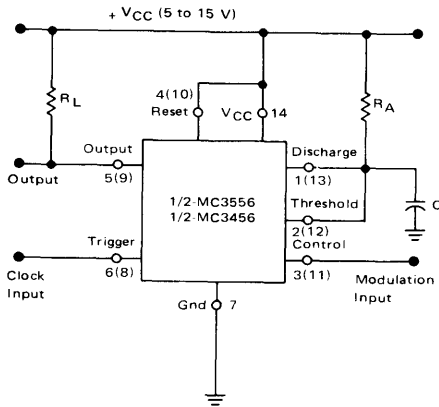 + VCC (5 to 15 V)
RL
4(10)
Reset
VCC
14
RA
Output
5(9)
Output
Discharge
1(13)
1/2-MC3556
1/2-MC3456
Threshold
2(12)
C
Trigger
6(8)
Control
3(11)
Clock
Input
Modulation
Input
Gnd
7